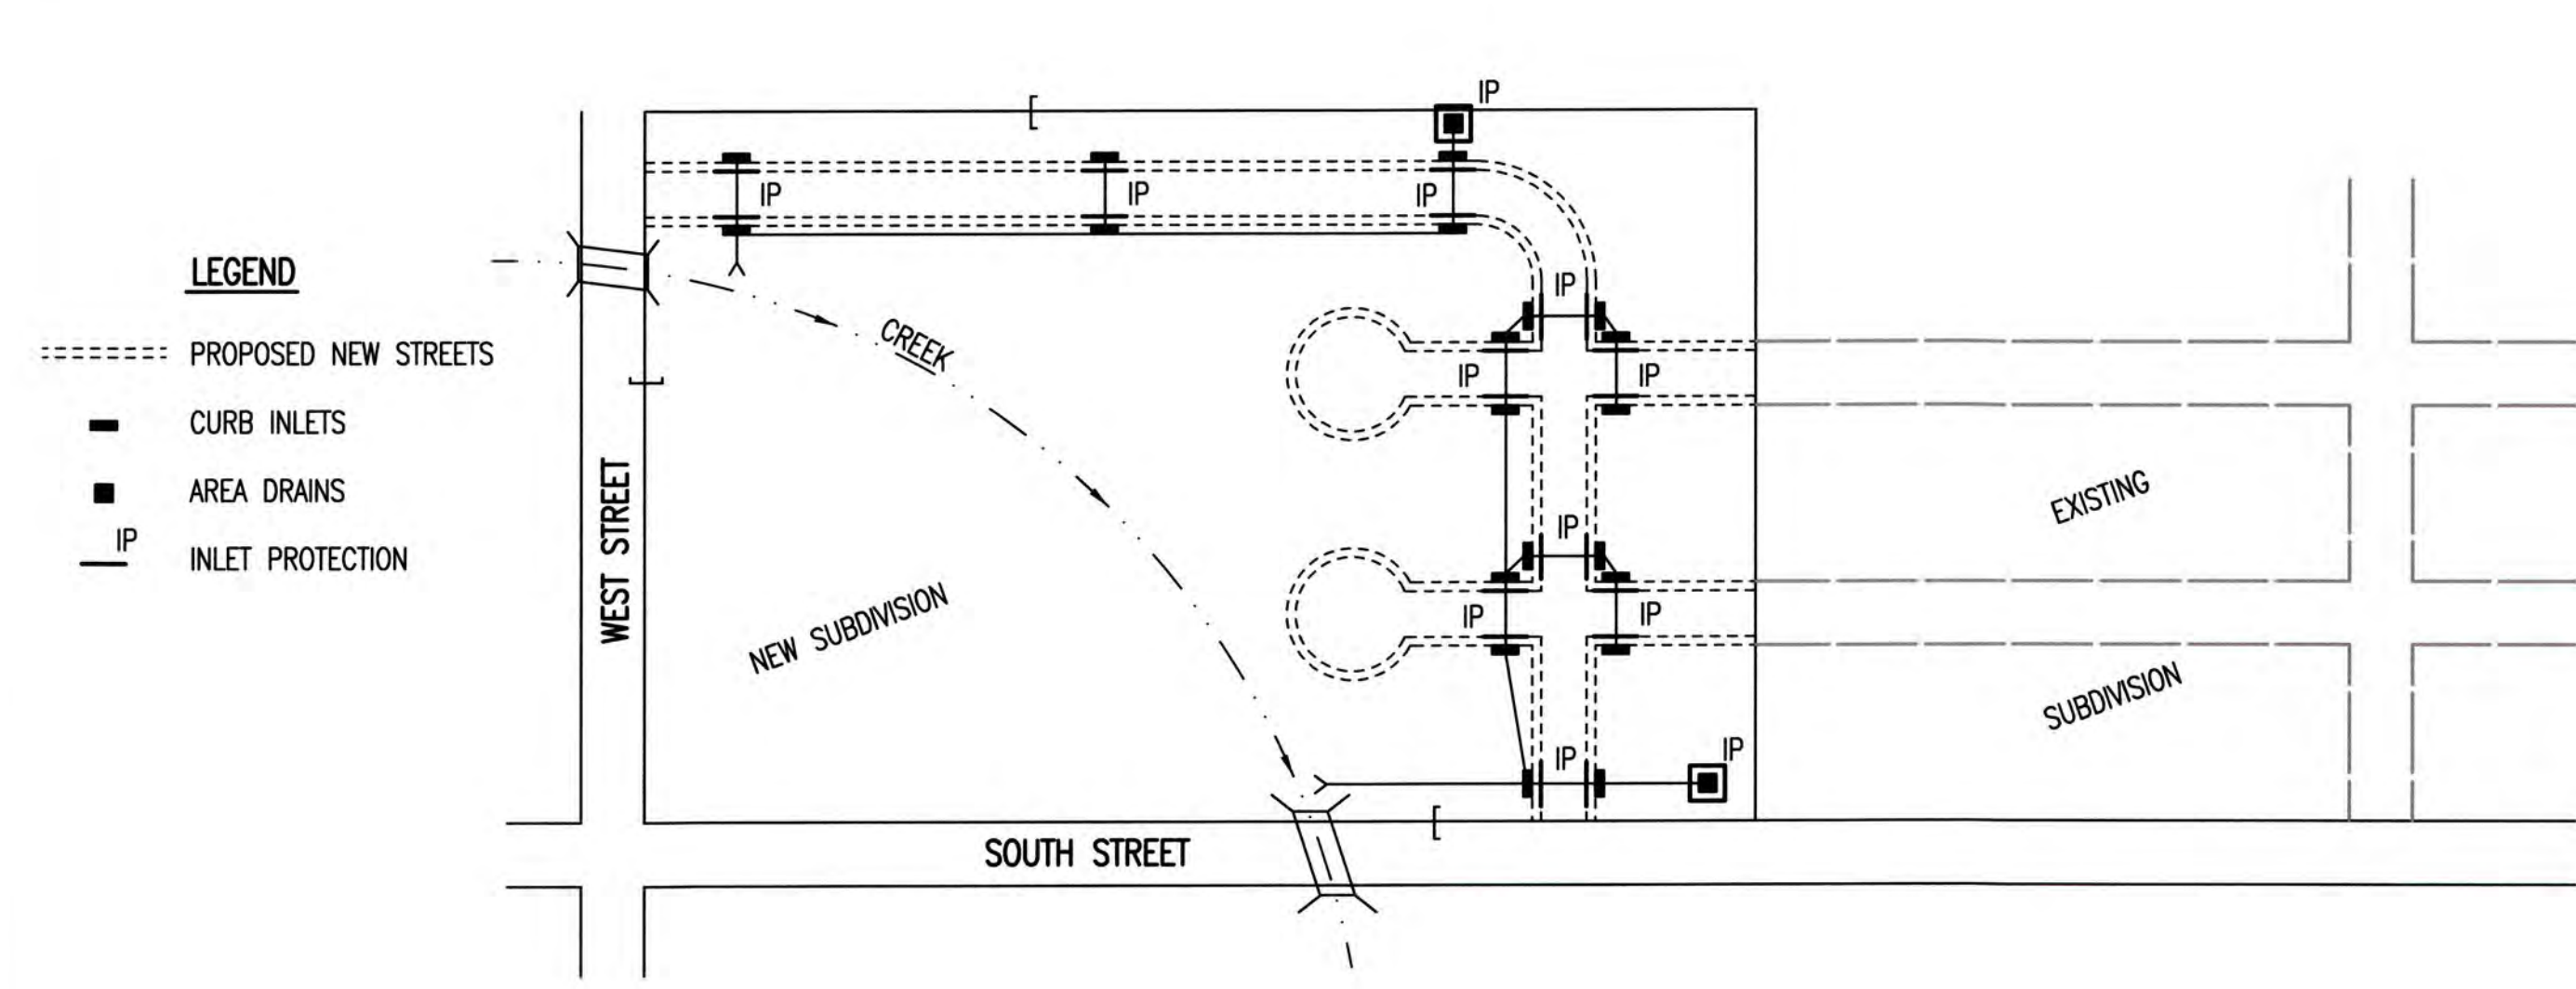 IP
IP
IP
IP
LEGEND
PROPOSED NEW STREETS
CURB INLETS
AREA DRAINS
IP
INLET PROTECTION
WEST STREET
CREEK
NEW SUBDIVISION
IP
IP
IP
IP
IP
IP
IP
IP
SOUTH STREET
EXISTING
SUBDIVISION